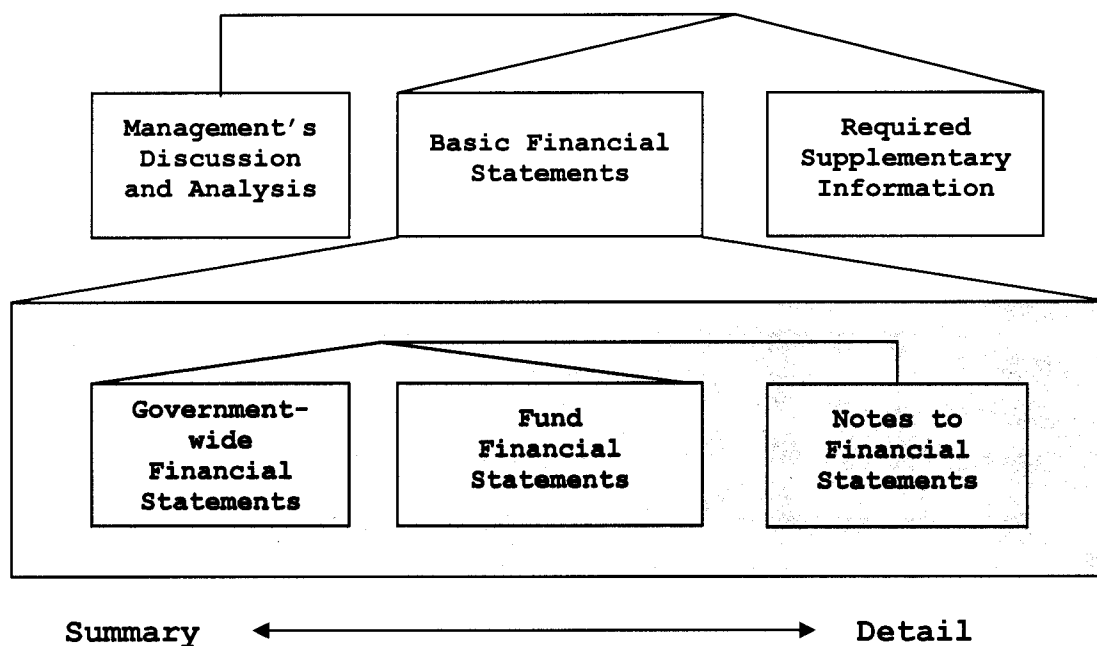 Management's
Discussion
and Analysis
Basic Financial
Statements
Required
Supplementary
Information
Government-
wide
Financial
Statements
Fund
Financial
Statements
Notes to
Financial
Statements
Summary
Detail